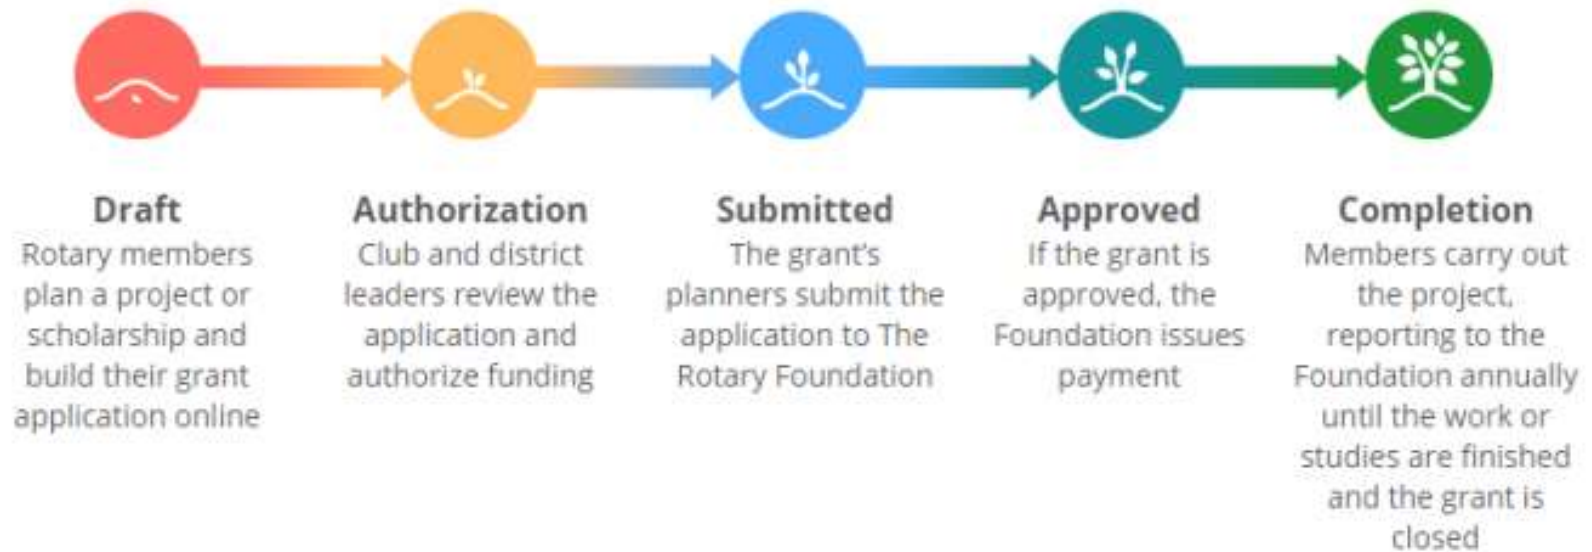 Draft
Rotary members
plan a project or
scholarship and
build their grant
application online
Authorization
Club and district
leaders review the
application and
authorize funding
Submitted
The grant's
planners submit the
application to The
Rotary Foundation
Approved
If the grant is
approved, the
Foundation issues
payment
Completion
Members carry out
the project,
reporting to the
Foundation annually
until the work or
studies are finished
and the grant is
closed